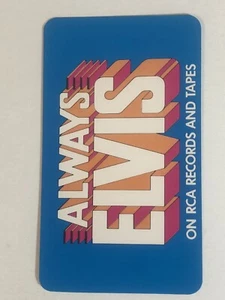 ALWAYS
ELVIS
ON RCA RECORDS AND TAPES